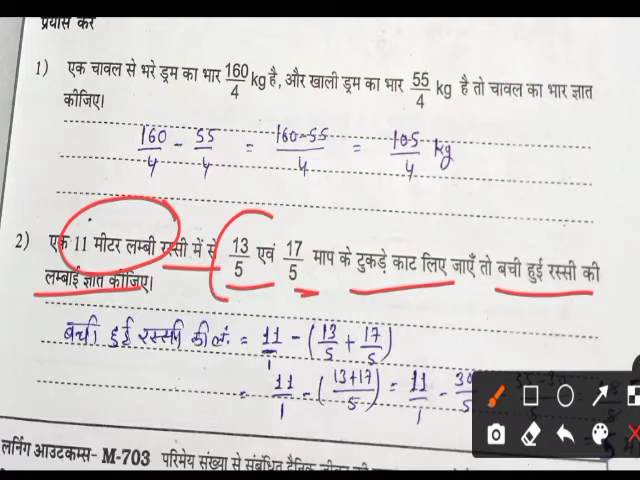 प्रयास करें
1) एक चावल से भरे ड्रम का भार 160/4 kg है, और खाली ड्रम का भार 55/4 kg है तो चावल का भार ज्ञात
कीजिए।
160/4 - 55/4 = 160-55/4 = 105/4 kg
2) एक 11 मीटर लम्बी रस्सी में से 13/5 एवं 17/5 माप के टुकड़े काट लिए जाएँ तो बची हुई रस्सी की
लम्बाई ज्ञात कीजिए।
बची हुई रस्सी की लं. = 11/1 - (13/5 + 17/5)
= 11/1 - (13+17/5) = 11/1 - 30/5
लर्निंग आउटकम्स- M-703 परिमेय संख्या से संबंधित दैनिक जीवन की